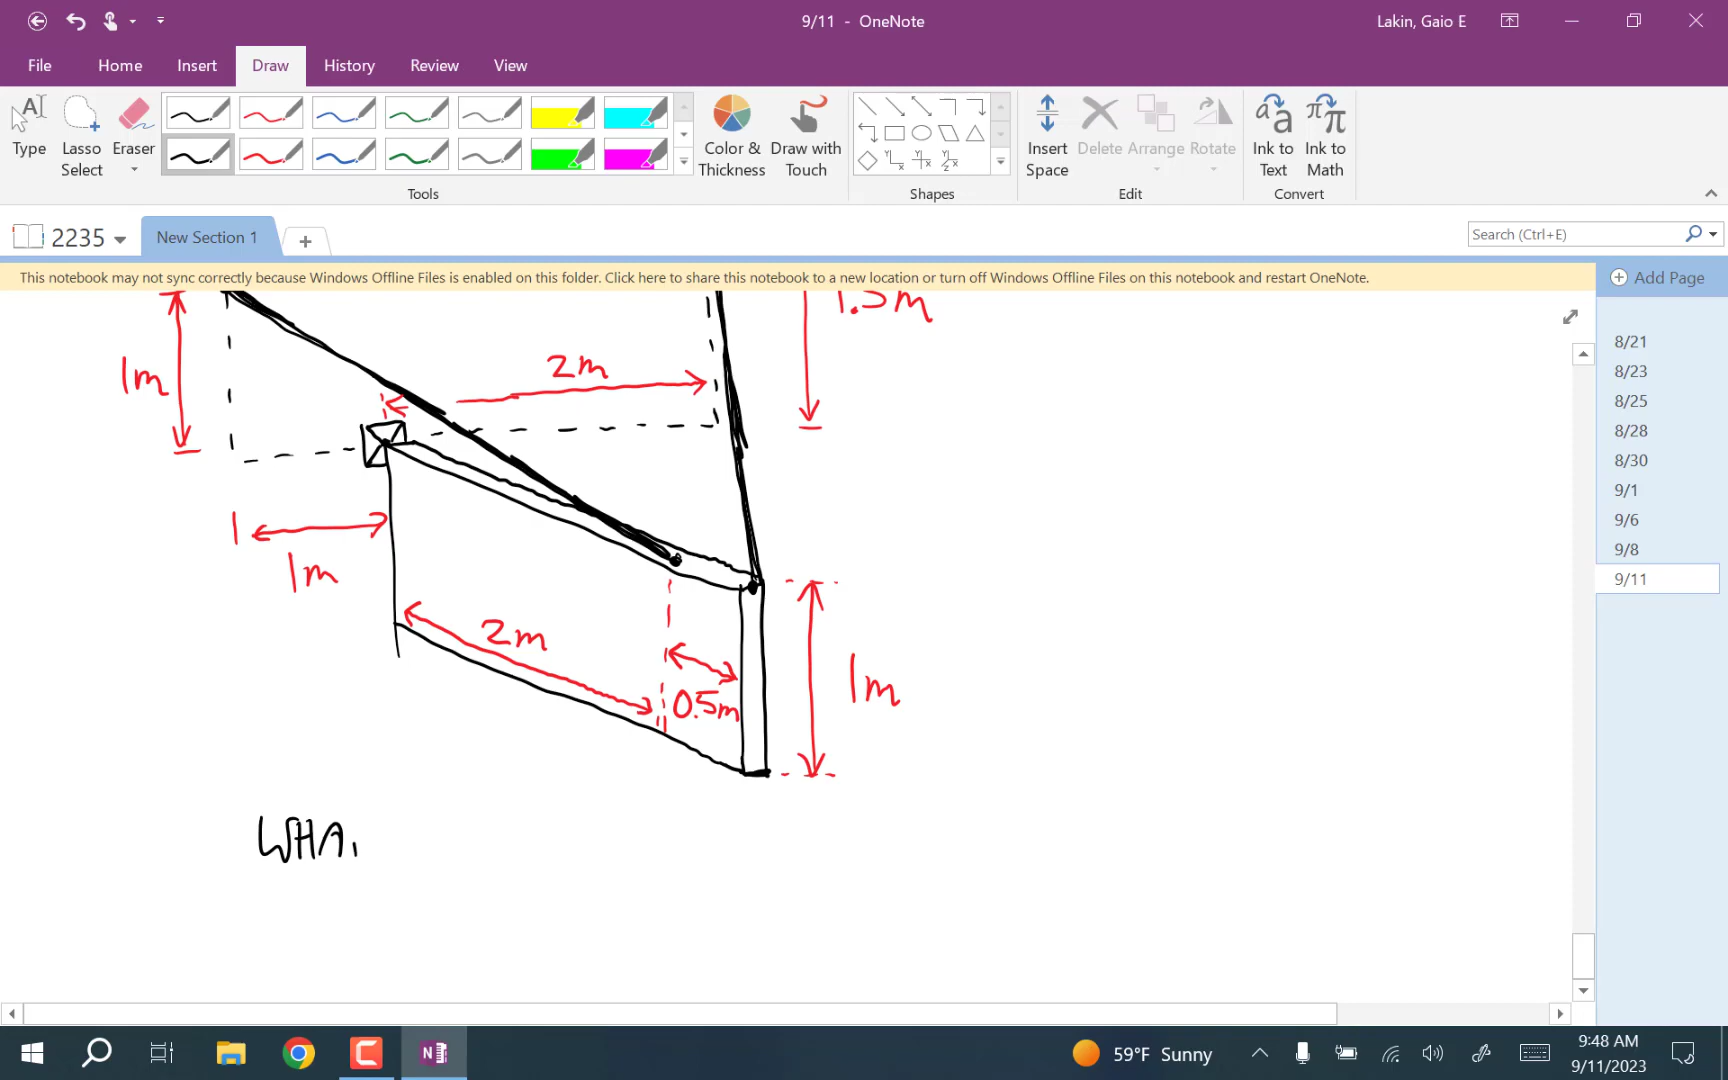 9/11 - OneNote
Lakin, Gaio E
File Home Insert Draw History Review View
Type
Lasso Select
Eraser
Color & Thickness
Draw with Touch
Insert Space
Delete Arrange Rotate
Ink to Text
Ink to Math
Tools
Shapes
Edit
Convert
2235
New Section 1
Search (Ctrl+E)
This notebook may not sync correctly because Windows Offline Files is enabled on this folder. Click here to share this notebook to a new location or turn off Windows Offline Files on this notebook and restart OneNote.
Add Page
8/21
8/23
8/25
8/28
8/30
9/1
9/6
9/8
9/11
1.5m
1m
2m
1m
2m
0.5m
1m
WHA
59°F Sunny
9:48 AM
9/11/2023